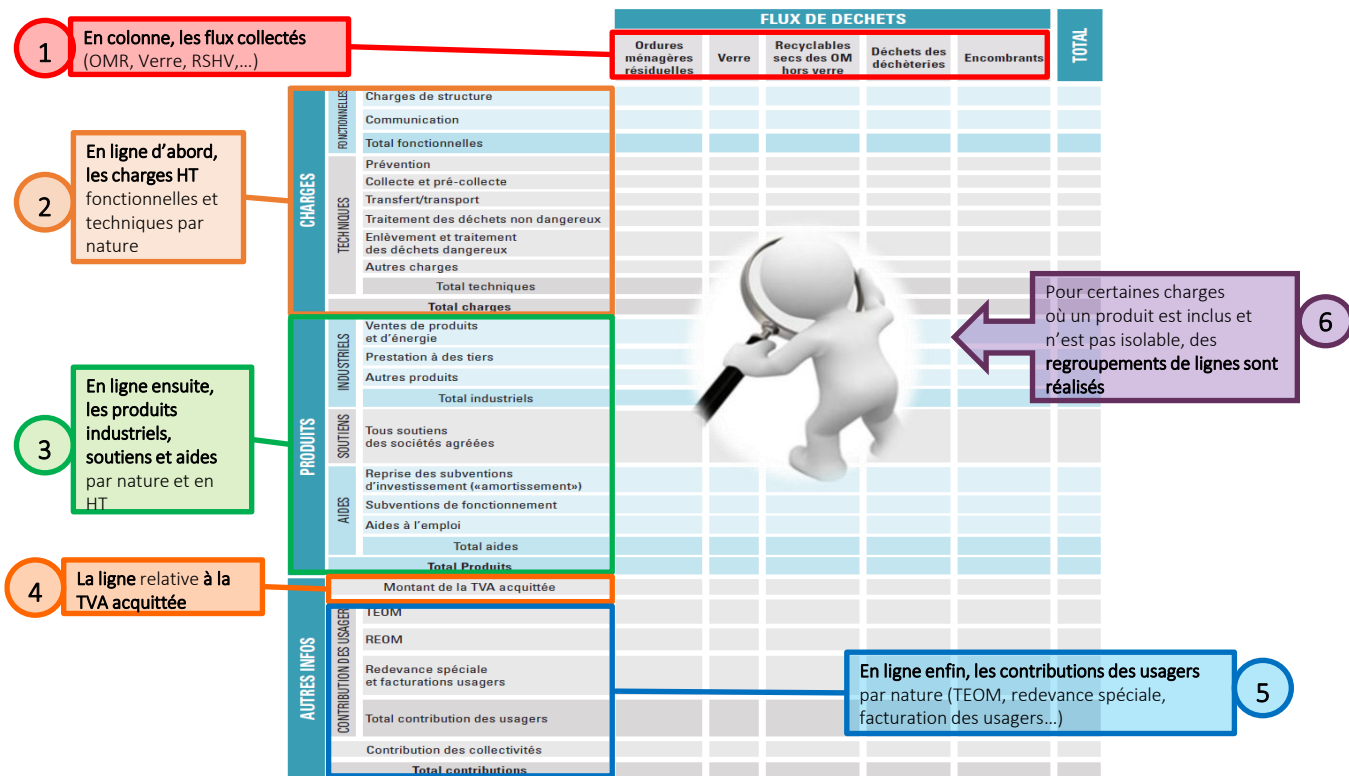 FLUX DE DECHETS
Ordures
ménagères
résiduelles
Verre
Recyclables
secs des OM
hors verre
Déchets des
déchèteries
Encombrants
TOTAL
1
En colonne, les flux collectés
(OMR, Verre, RSHV,...)
2
En ligne d’abord,
les charges HT
fonctionnelles et
techniques par
nature
CHARGES
FONCTIONNELLES
Charges de structure
Communication
Total fonctionnelles
TECHNIQUES
Prévention
Collecte et pré-collecte
Transfert/transport
Traitement des déchets non dangereux
Enlèvement et traitement
des déchets dangereux
Autres charges
Total techniques
Total charges
3
En ligne ensuite,
les produits
industriels,
soutiens et aides
par nature et en
HT
PRODUITS
INDUSTRIELS
Ventes de produits
et d’énergie
Prestation à des tiers
Autres produits
Total industriels
SOUTIENS
Tous soutiens
des sociétés agréées
AIDES
Reprise des subventions
d’investissement («amortissement»)
Subventions de fonctionnement
Aides à l’emploi
Total aides
Total Produits
Pour certaines charges
où un produit est inclus et
n’est pas isolable, des
regroupements de lignes sont
réalisés
6
4
La ligne relative à la
TVA acquittée
AUTRES INFOS
Montant de la TVA acquittée
CONTRIBUTION DES USAGER
TEOM
REOM
Redevance spéciale
et facturations usagers
Total contribution des usagers
Contribution des collectivités
Total contributions
En ligne enfin, les contributions des usagers
par nature (TEOM, redevance spéciale,
facturation des usagers...)
5